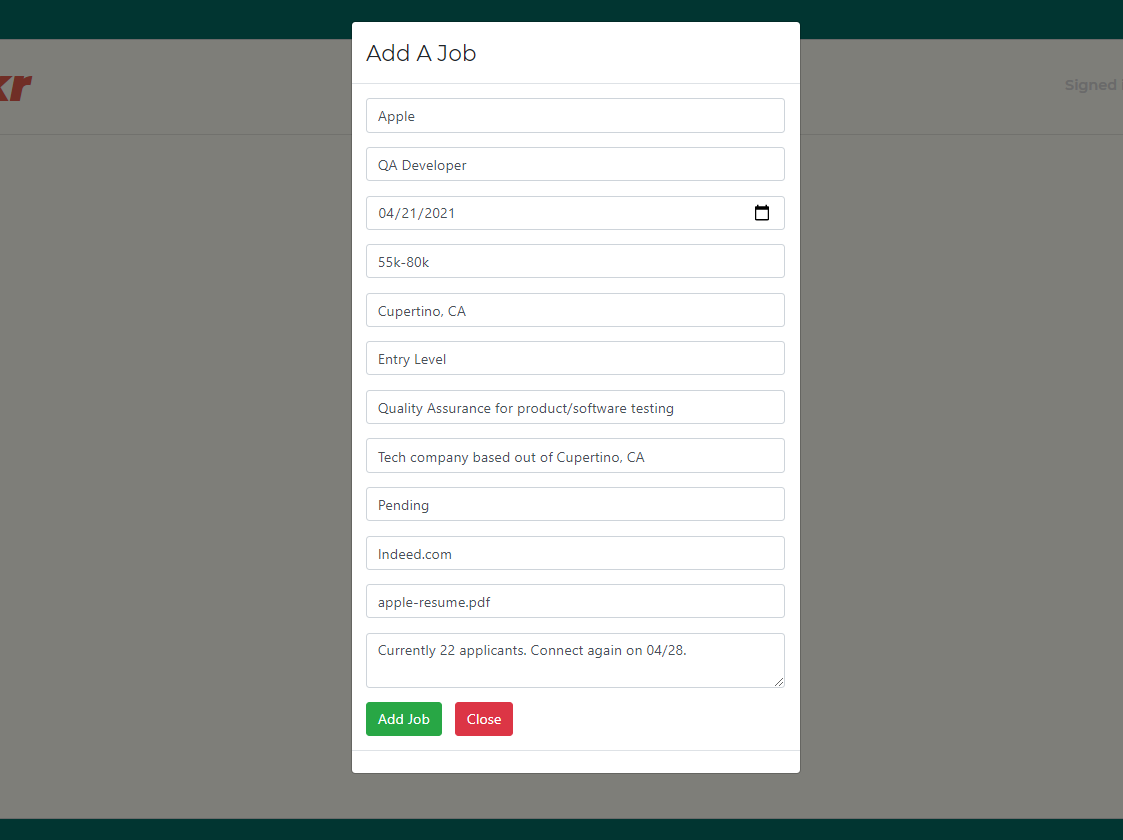 Add A Job
kr
Signed
Apple
QA Developer
04/21/2021
55k-80k
Cupertino, CA
Entry Level
Quality Assurance for product/software testing
Tech company based out of Cupertino, CA
Pending
Indeed.com
apple-resume.pdf
Currently 22 applicants. Connect again on 04/28.
Add Job
Close